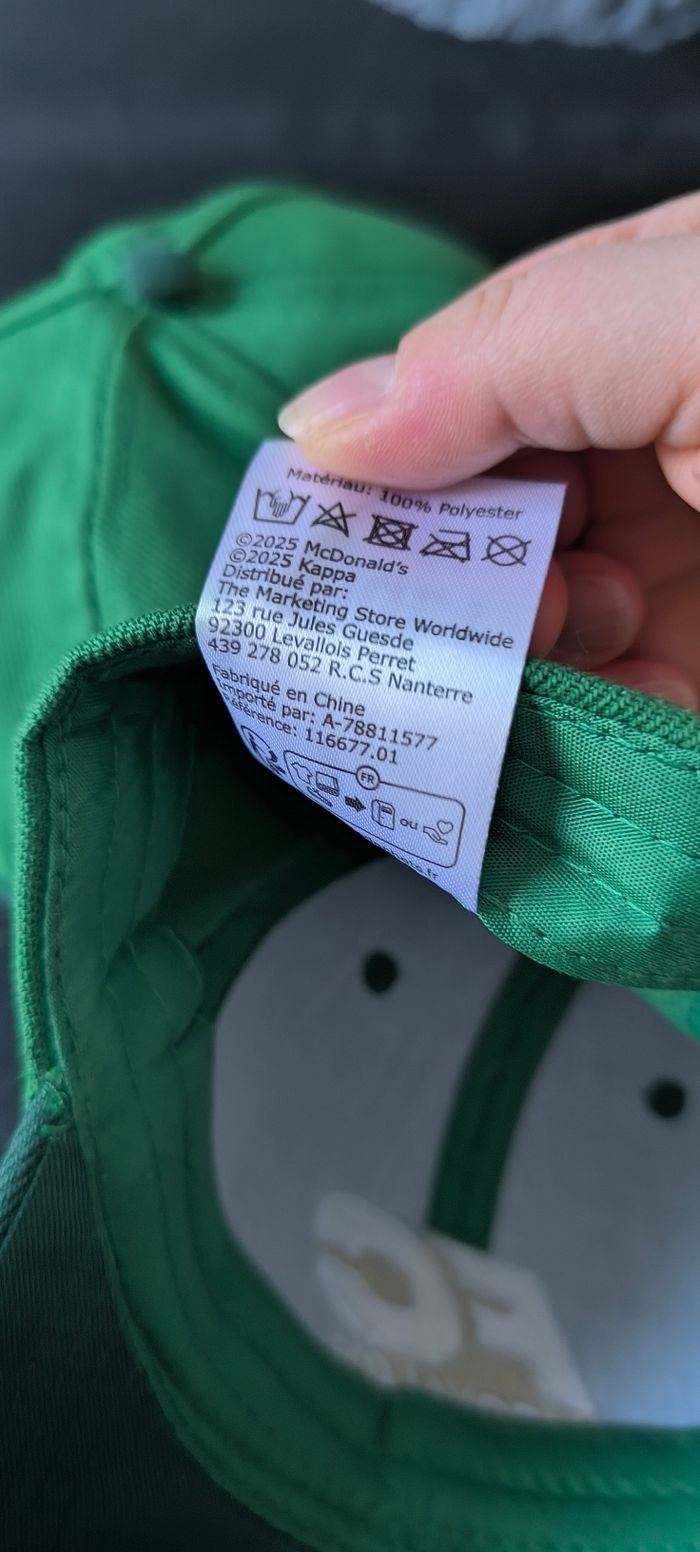 Matériau: 100% Polyester
©2025 McDonald's
©2025 Kappa
Distribué par:
The Marketing Store Worldwide
123 rue Jules Guesde
92300 Levallois Perret
439 278 052 R.C.S Nanterre
Fabriqué en Chine
Importé par: A-78811577
Référence: 116677.01
FR
ou